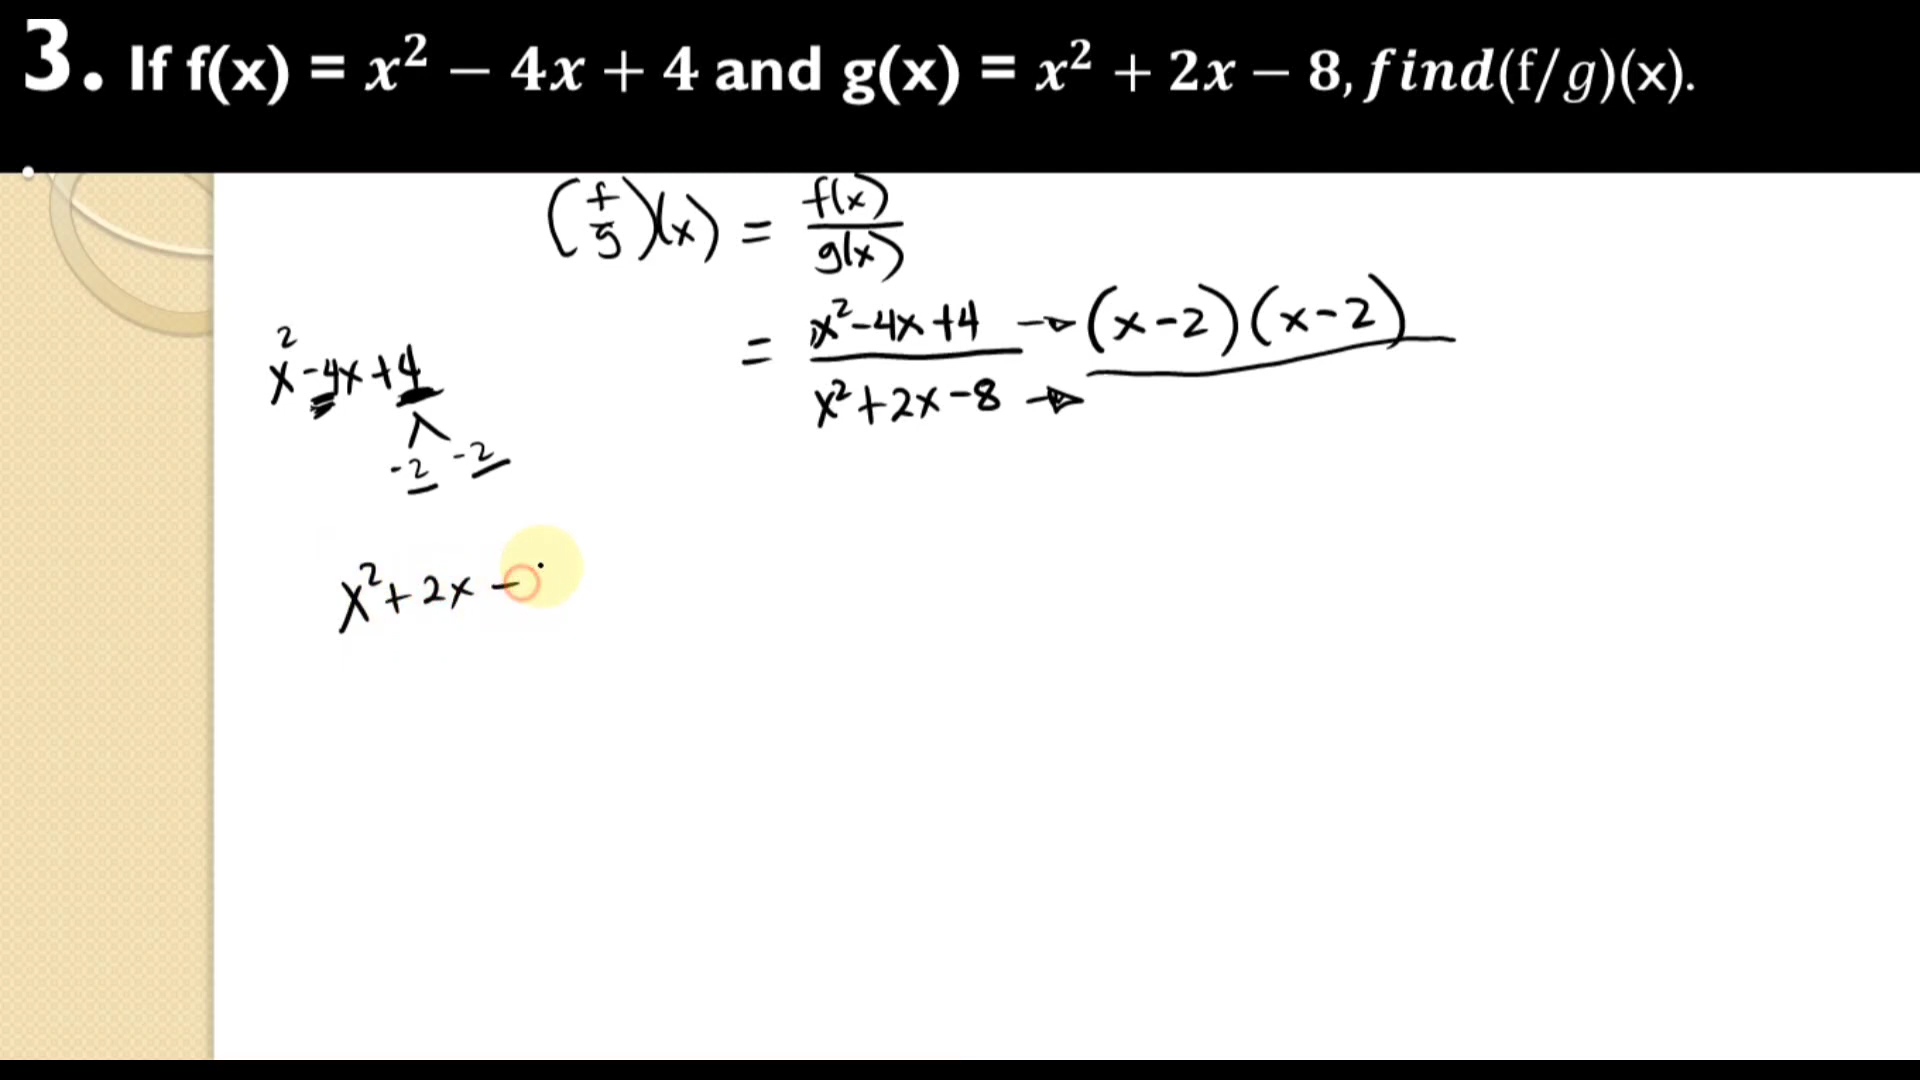 3. If f(x) = x² − 4x + 4 and g(x) = x² + 2x − 8, find(f/g)(x).
(f/g)(x) = f(x)/g(x)
= x²-4x+4 → (x-2)(x-2)
x²+2x-8 →
x²-4x+4
-2 -2
x²+2x -